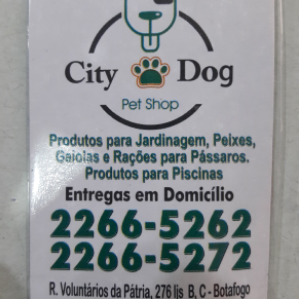 City Dog
Pet Shop
Produtos para Jardinagem, Peixes,
Gaiolas e Rações para Pássaros.
Produtos para Piscinas
Entregas em Domicílio
2266-5262
2266-5272
R. Voluntários da Pátria, 276 ljs B, C - Botafogo